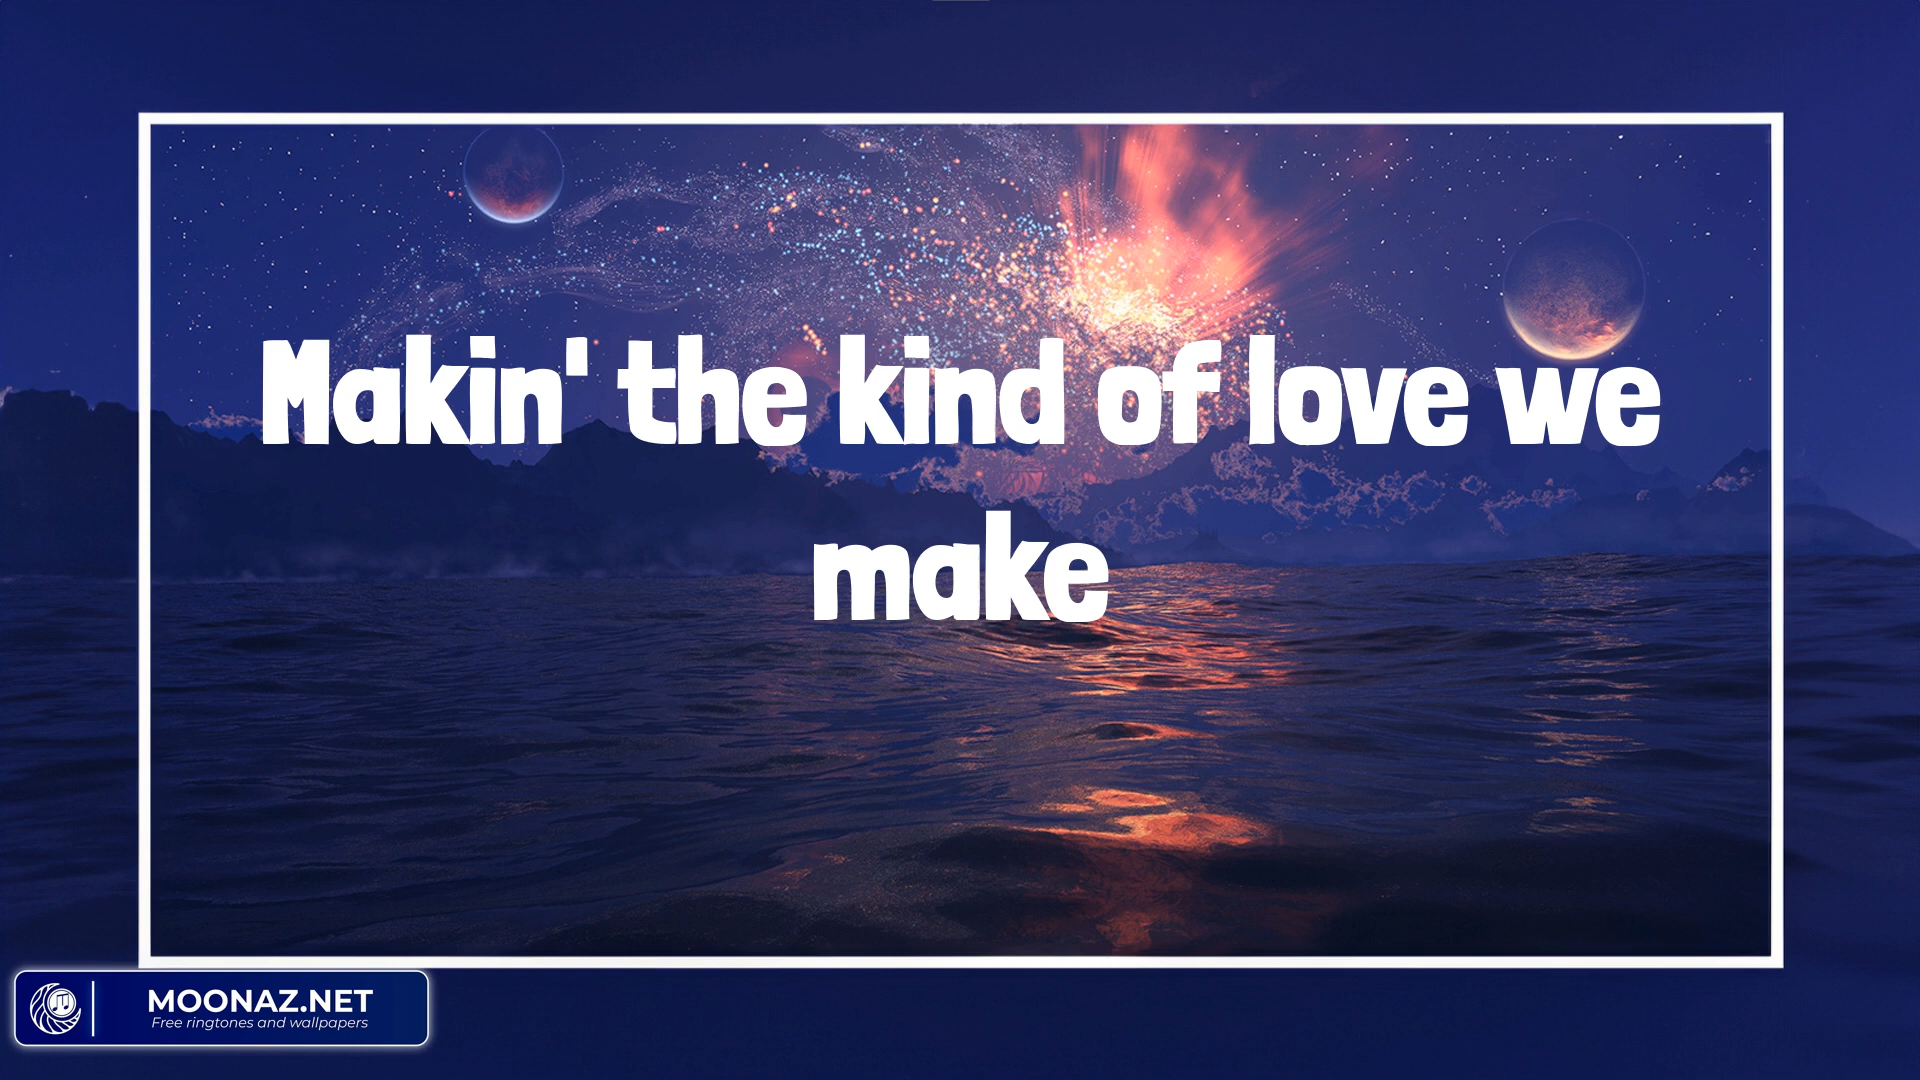 Makin' the kind of love we
make
MOONAZ.NET
Free ringtones and wallpapers